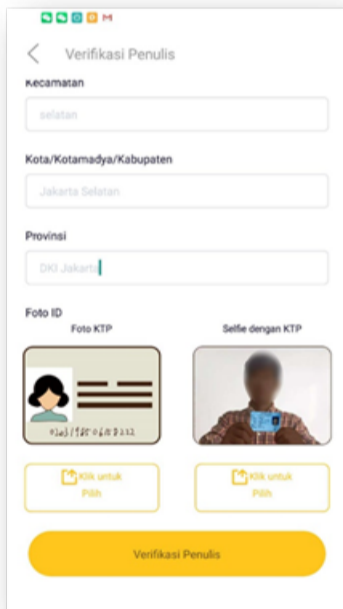 Verifikasi Penulis
Kecamatan
selatan
Kota/Kotamadya/Kabupaten
Jakarta Selatan
Provinsi
DKI Jakarta
Foto ID
Foto KTP
Selfie dengan KTP
Klik untuk
Pilih
Klik untuk
Pilih
Verifikasi Penulis